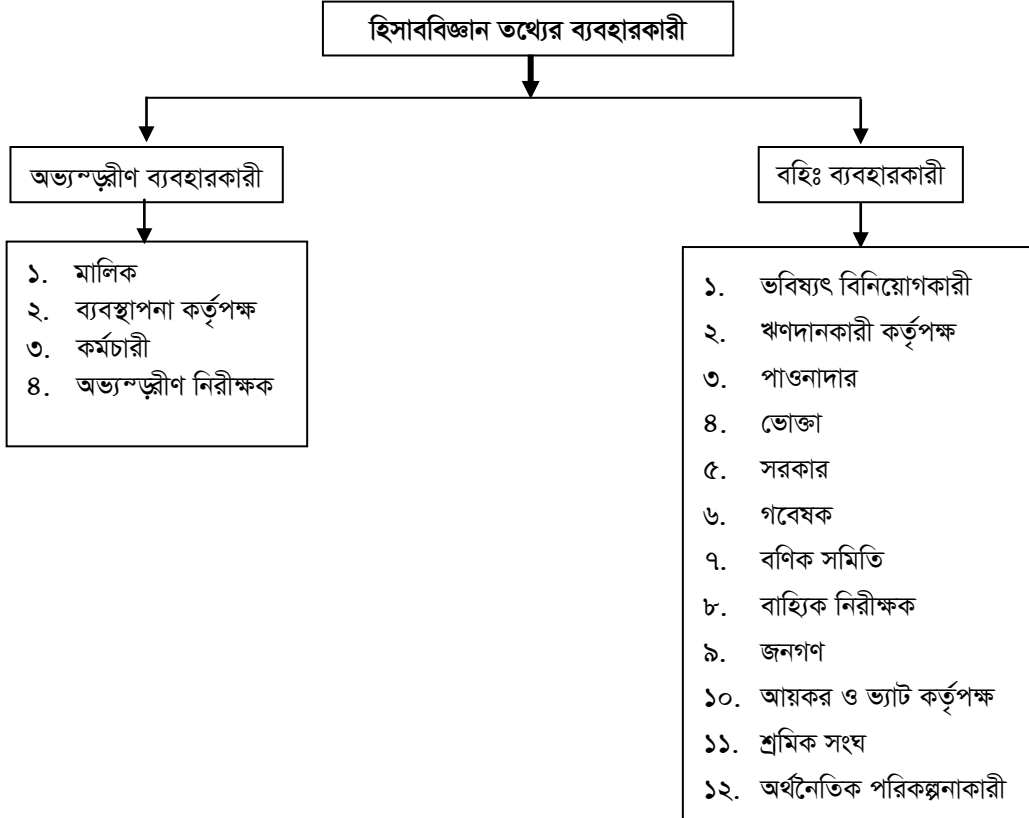 হিসাববিজ্ঞান তথ্যের ব্যবহারকারী
অভ্যন্ড়্রীণ ব্যবহারকারী
১. মালিক
২. ব্যবস্থাপনা কর্তৃপক্ষ
৩. কর্মচারী
৪. অভ্যন্ড়্রীণ নিরীক্ষক
বহিঃ ব্যবহারকারী
১. ভবিষ্যৎ বিনিয়োগকারী
২. ঋণদানকারী কর্তৃপক্ষ
৩. পাওনাদার
৪. ভোক্তা
৫. সরকার
৬. গবেষক
৭. বণিক সমিতি
৮. বাহ্যিক নিরীক্ষক
৯. জনগণ
১০. আয়কর ও ভ্যাট কর্তৃপক্ষ
১১. শ্রমিক সংঘ
১২. অর্থনৈতিক পরিকল্পনাকারী